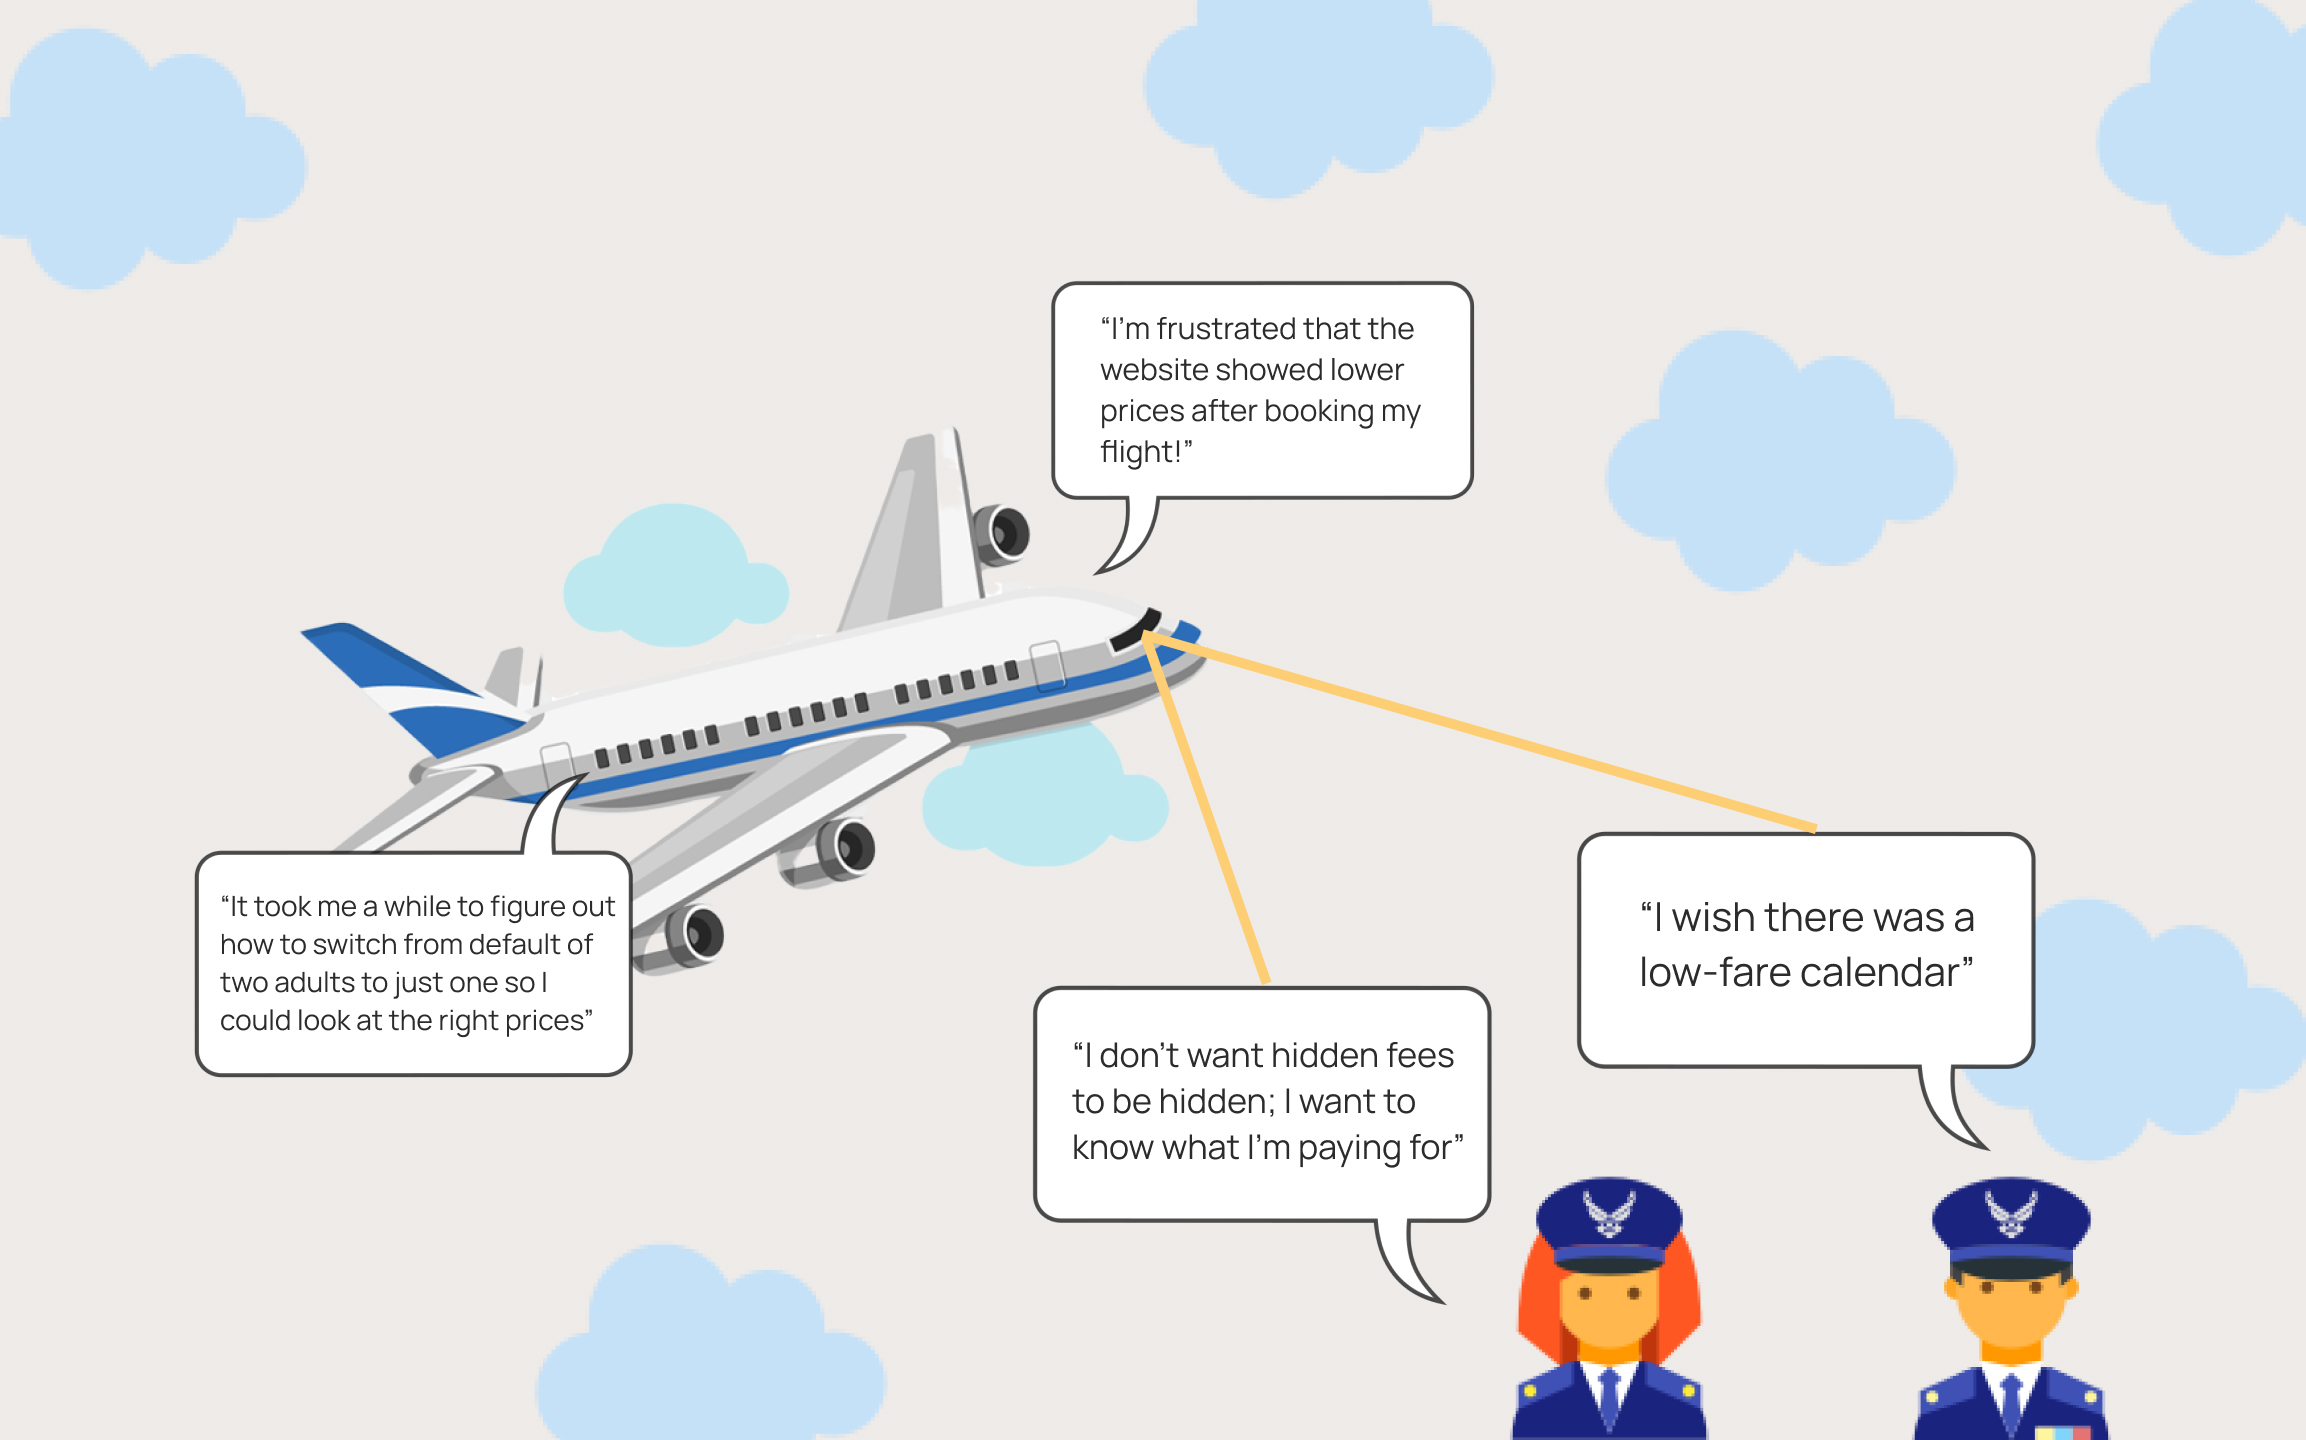 “I’m frustrated that the
website showed lower
prices after booking my
flight!”
“It took me a while to figure out
how to switch from default of
two adults to just one so I
could look at the right prices”
“I don’t want hidden fees
to be hidden; I want to
know what I’m paying for”
“I wish there was a
low-fare calendar”